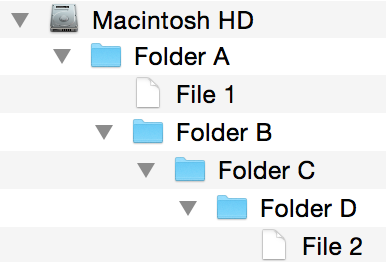 Macintosh HD
Folder A
File 1
Folder B
Folder C
Folder D
File 2